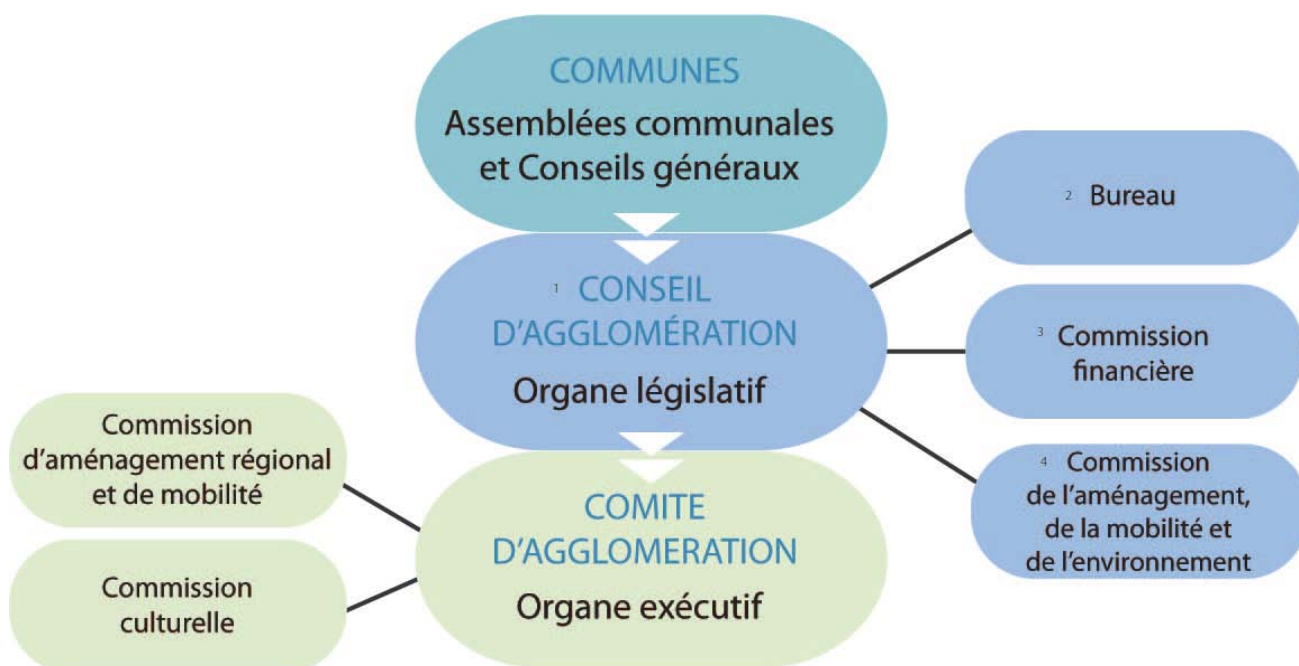 COMMUNES
Assemblées communales
et Conseils généraux
1 CONSEIL
D'AGGLOMÉRATION
Organe législatif
2 Bureau
3 Commission
financière
4 Commission
de l'aménagement,
de la mobilité et
de l'environnement
COMITE
D'AGGLOMERATION
Organe exécutif
Commission
d'aménagement régional
et de mobilité
Commission
culturelle